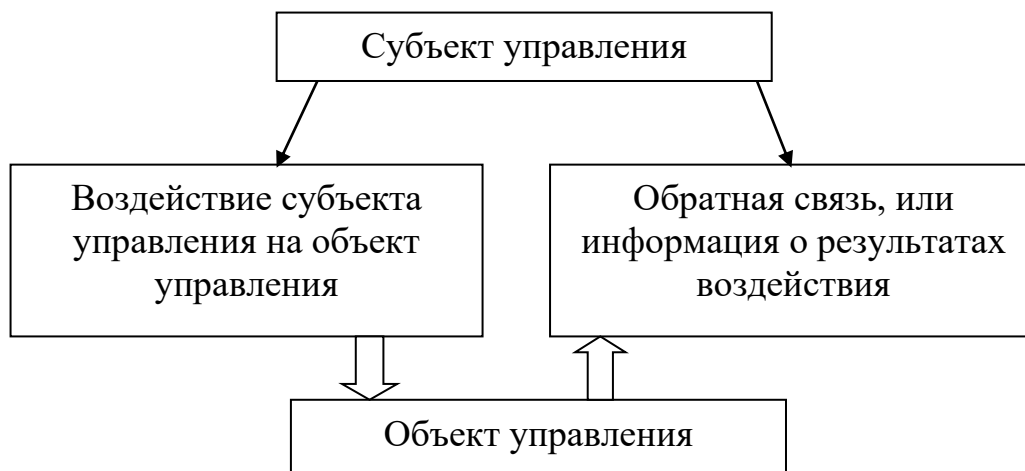 Субъект управления
Воздействие субъекта
управления на объект
управления
Обратная связь, или
информация о результатах
воздействия
Объект управления